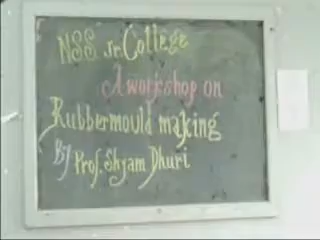 NSS Jr College
A workshop on
Rubbermould making
By Prof. Shyam Dhuri